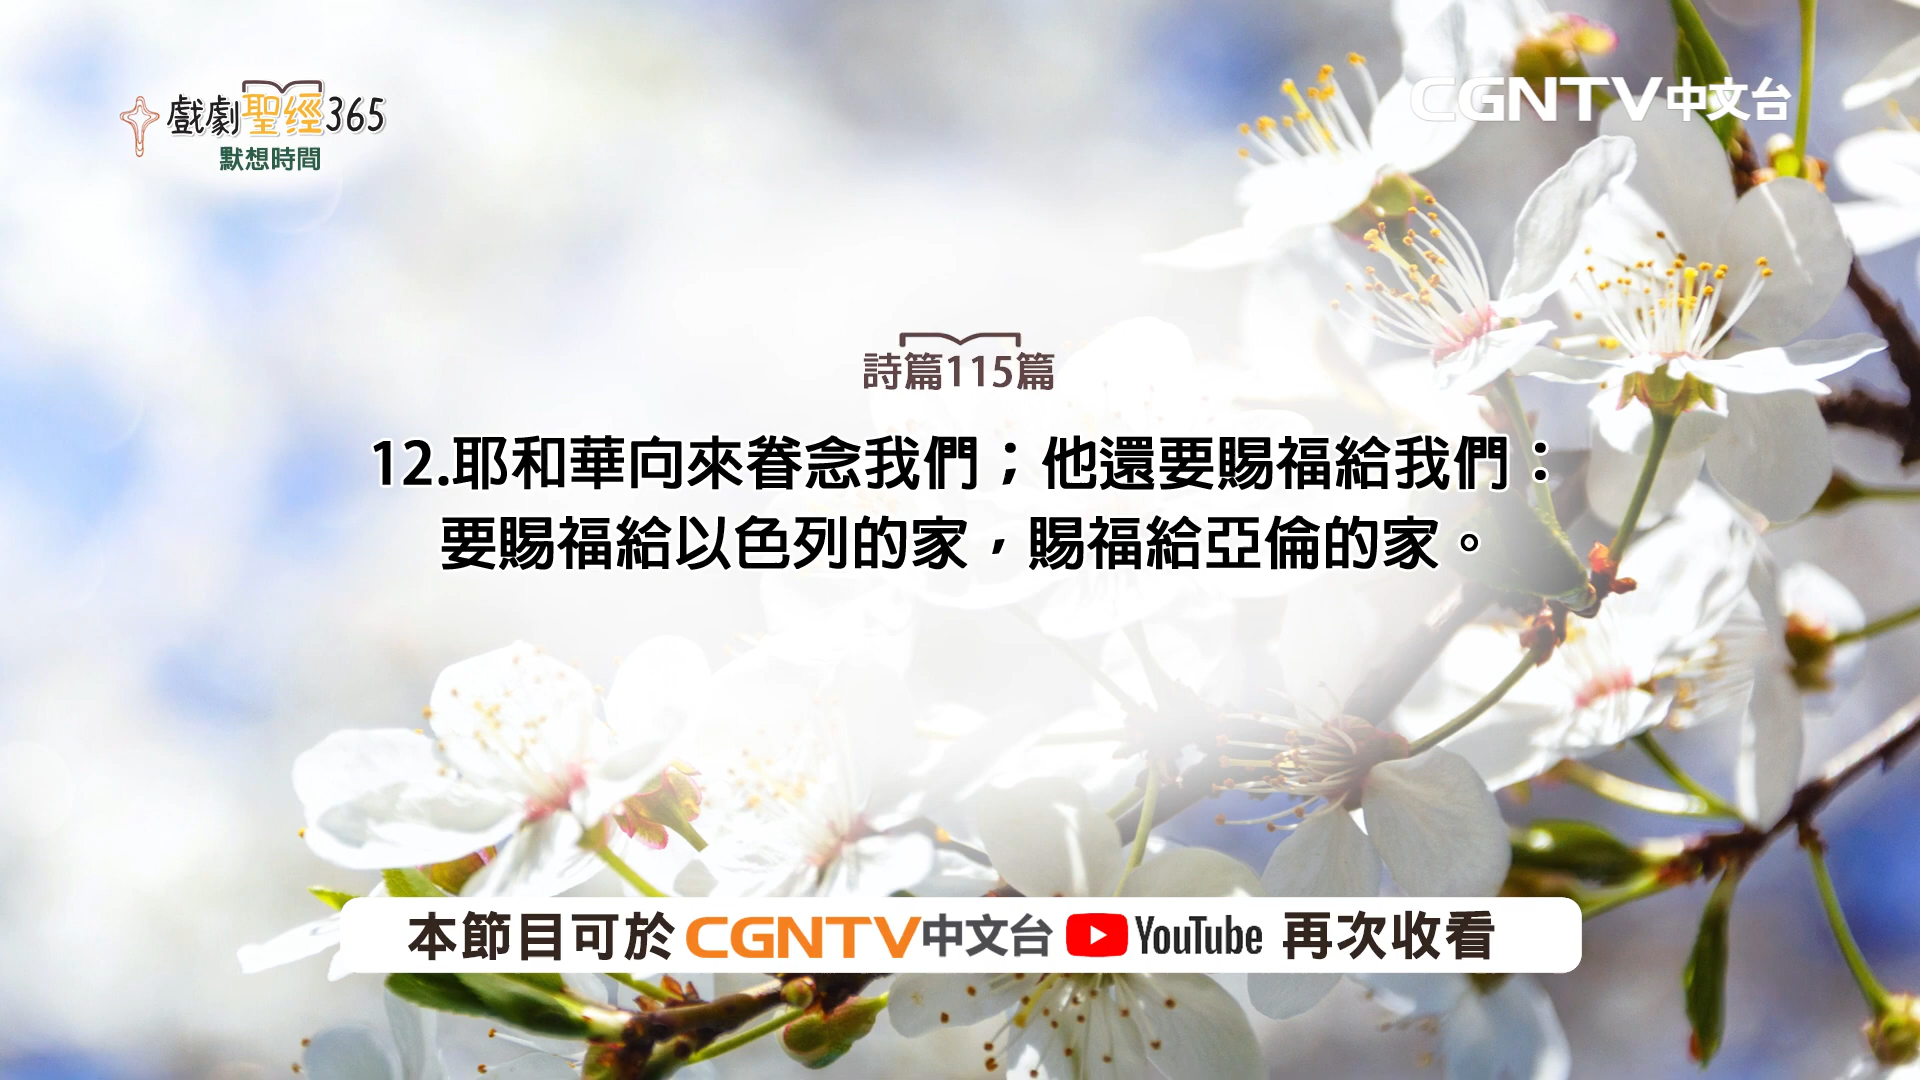 戲劇聖經365
默想時間
CGNTV中文台
詩篇115篇
12.耶和華向來眷念我們；他還要賜福給我們：
要賜福給以色列的家，賜福給亞倫的家。
本節目可於 CGNTV中文台 YouTube 再次收看